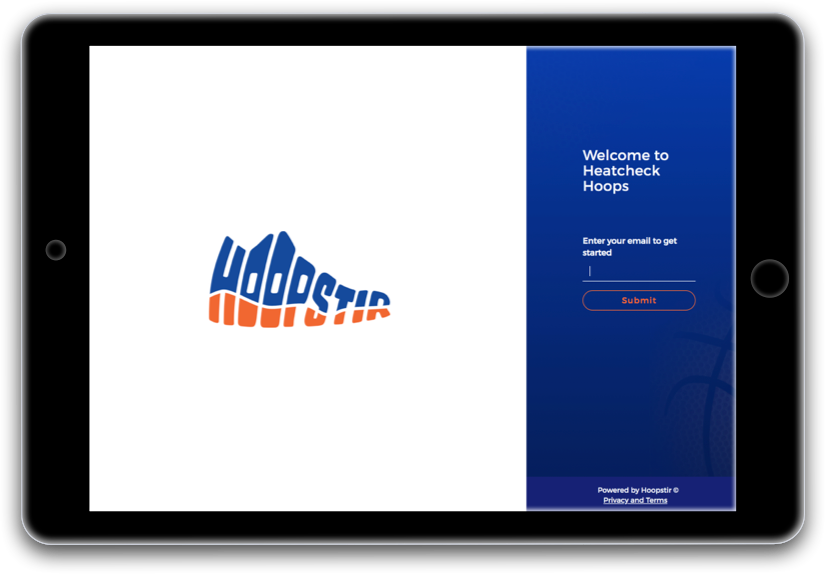 HOOPSTIR
Welcome to
Heatcheck
Hoops
Enter your email to get
started
Submit
Powered by Hoopstir ©
Privacy and Terms